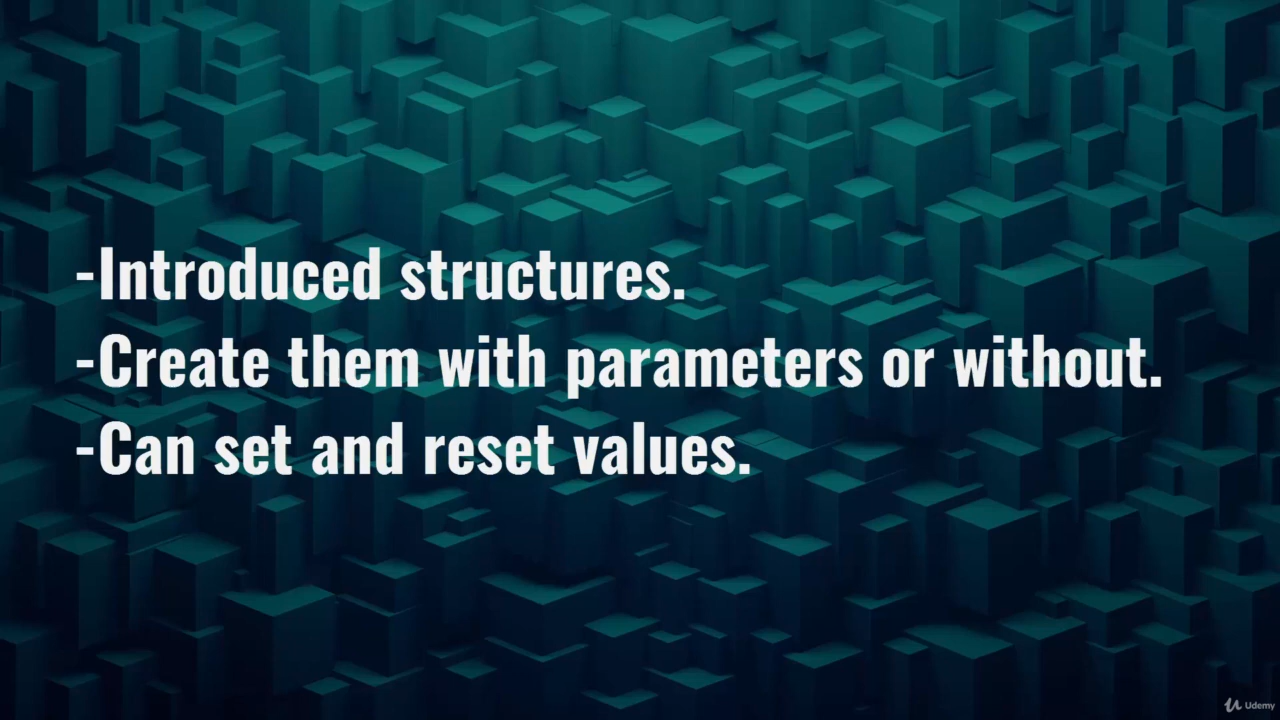 -Introduced structures.
-Create them with parameters or without.
-Can set and reset values.
Udemy